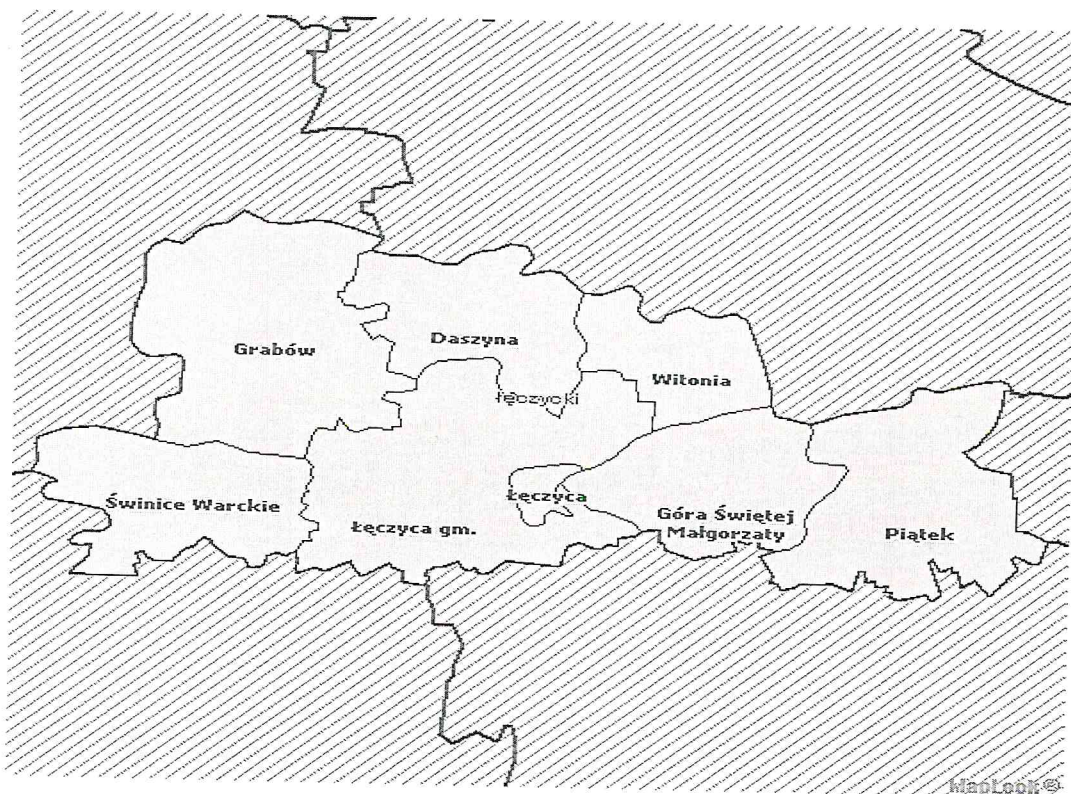 Grabów
Daszyna
Witonia
łęczycki
Świnice Warckie
Łęczyca gm.
Łęczyca
Góra Świętej
Małgorzaty
Piątek
MapLook ©